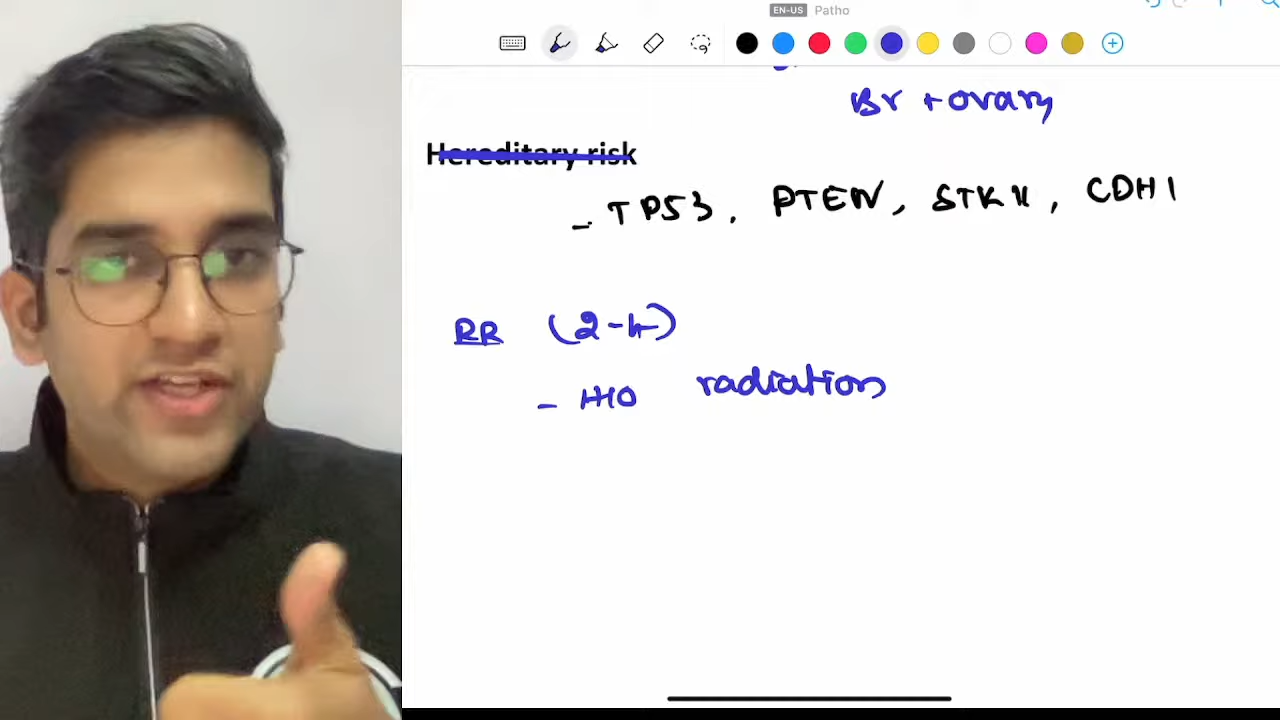 EN-US Patho
Br + ovary
Hereditary risk
- TP53, PTEN, STK11, CDH1
RR (2-4)
- H/O radiation